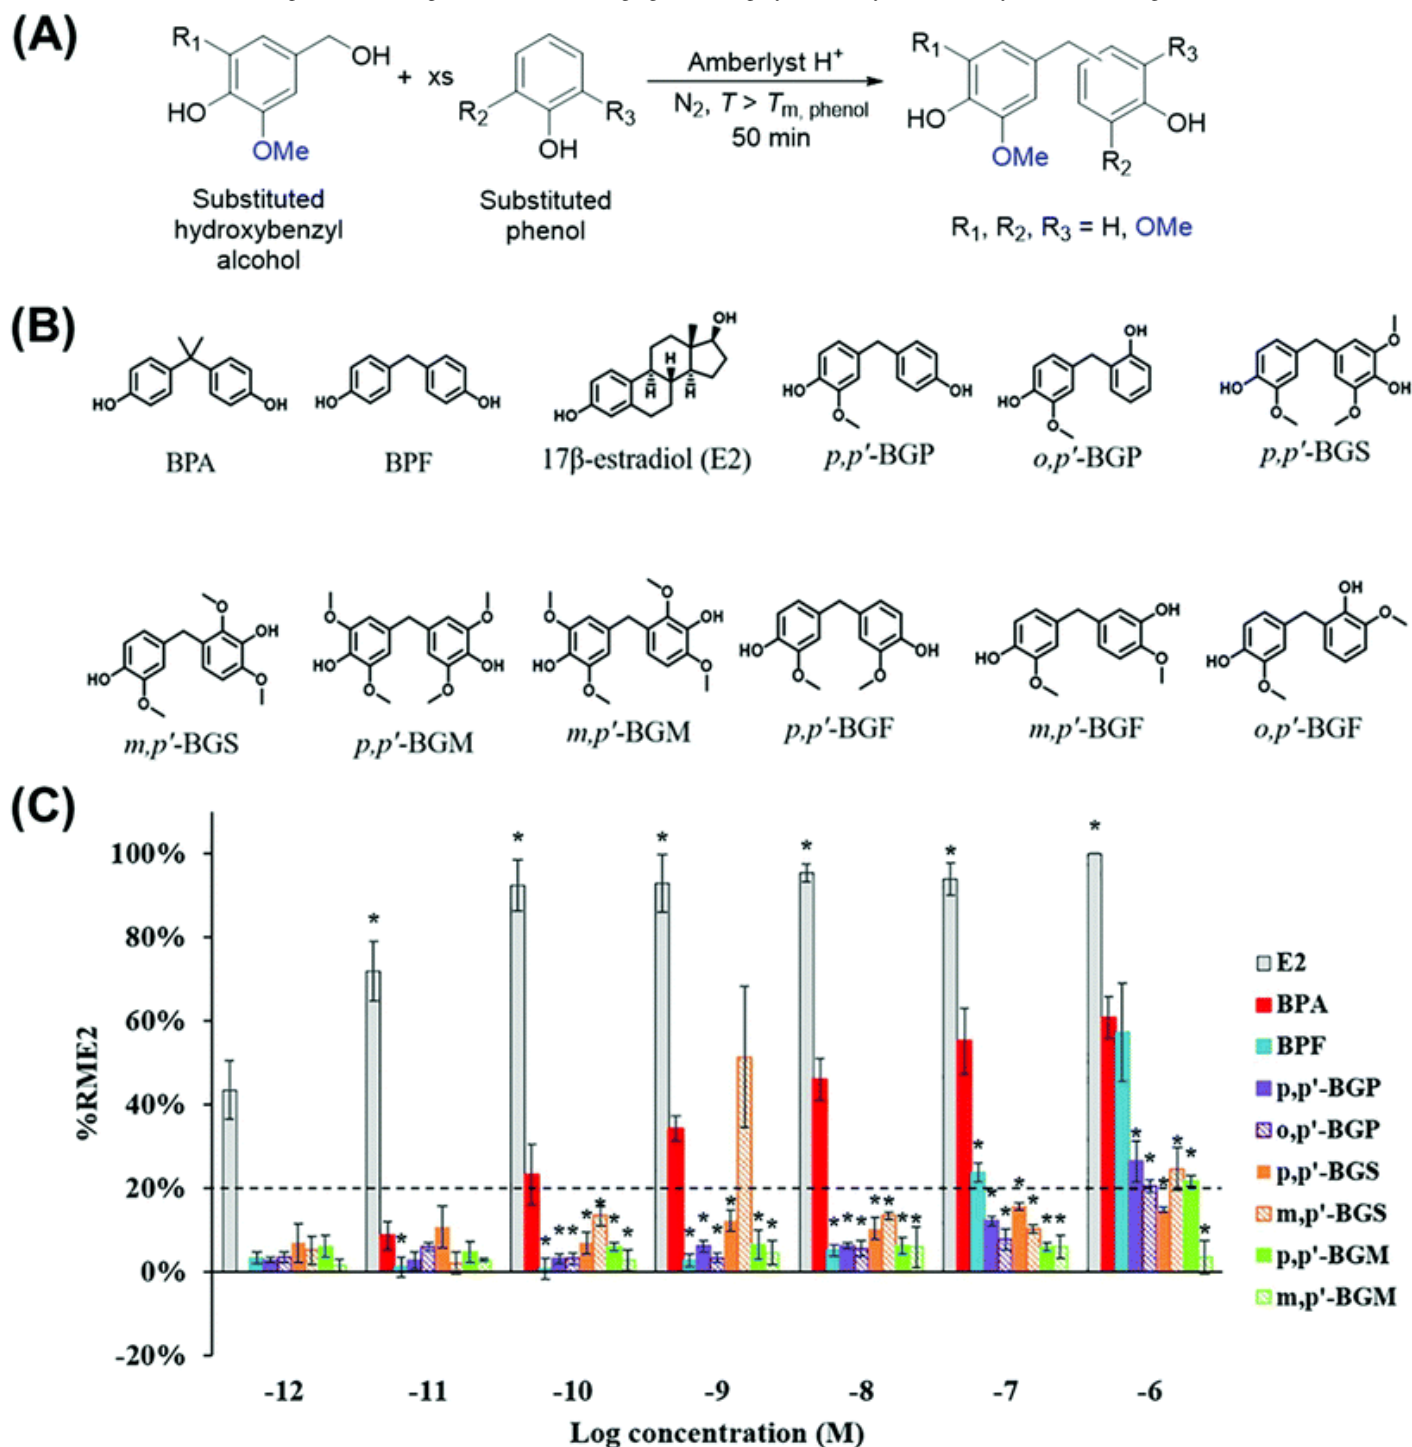 (A)
R1
OH
HO
OMe
+ xs
R2
R3
OH
Amberlyst H+
N2, T > Tm, phenol
50 min
R1
R3
HO
OMe
R2
OH
Substituted
hydroxybenzyl
alcohol
Substituted
phenol
R1, R2, R3 = H, OMe
(B)
HO
OH
BPA
HO
OH
BPF
OH
H
H
H
HO
17β-estradiol (E2)
HO
O
OH
p,p'-BGP
OH
HO
O
o,p'-BGP
O
HO
OH
O
O
p,p'-BGS
O
OH
HO
O
O
m,p'-BGS
O
O
HO
OH
O
O
p,p'-BGM
O
O
OH
HO
O
O
m,p'-BGM
HO
OH
O
O
p,p'-BGF
OH
HO
O
O
m,p'-BGF
OH
O
HO
O
o,p'-BGF
(C)
100%
80%
60%
40%
20%
0%
-20%
%RME2
-12 -11 -10 -9 -8 -7 -6
Log concentration (M)
E2
BPA
BPF
p,p'-BGP
o,p'-BGP
p,p'-BGS
m,p'-BGS
p,p'-BGM
m,p'-BGM